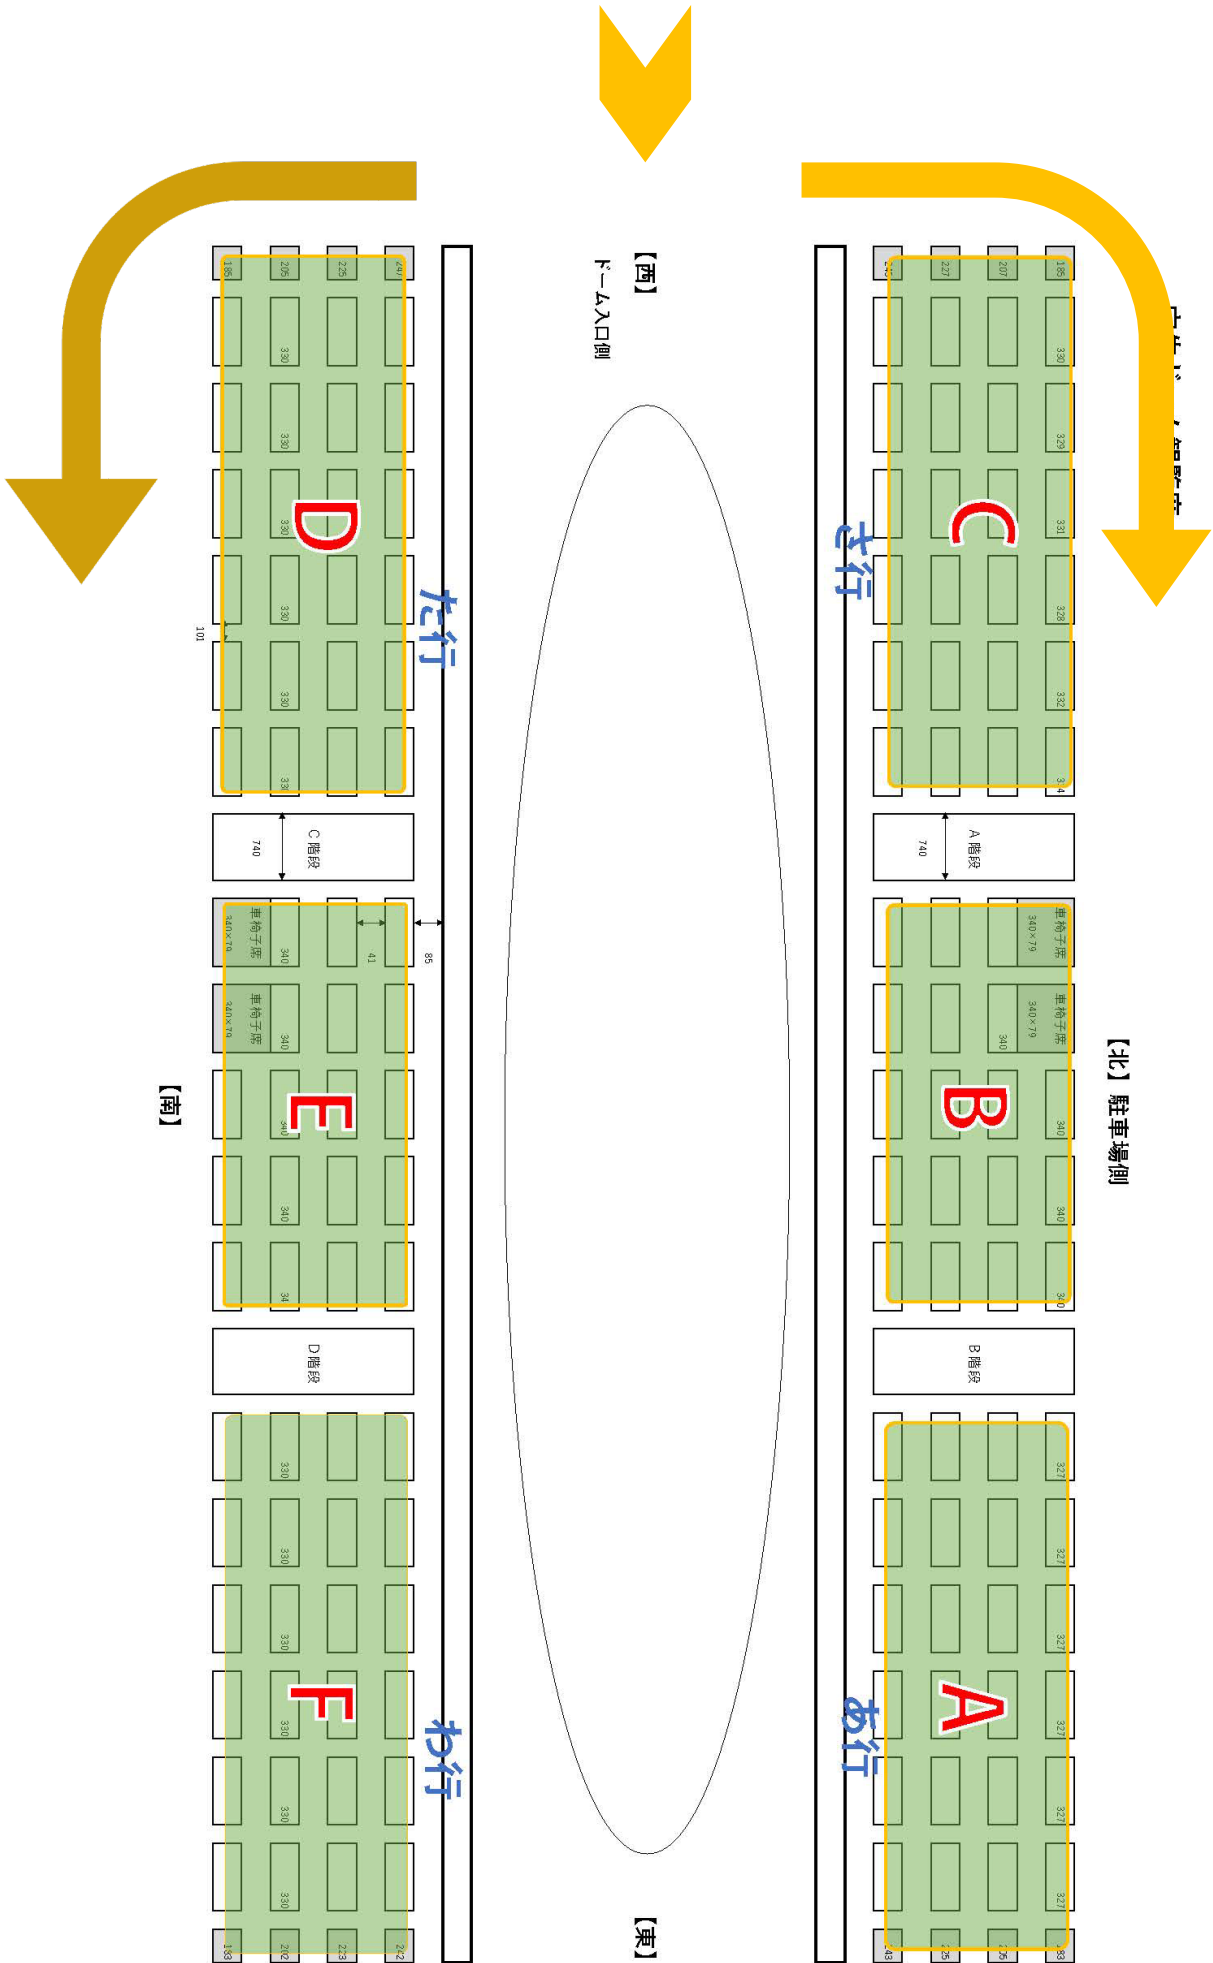 【北】駐車場側
185 330 329 331 328 332 車椅子席 車椅子席 340 340 340 327 327 327 327 327 327
340×79 340×79
207 340
C A階段 B B階段 A
227 740
さ行 あ行
【西】 【東】
ドーム入口側
た行 わ行
85 242
41
225
D C階段 E D階段 F
205 330 330 330 330 330 340 340 340 340 330 330 330 330 330 330 202
740 車椅子席 車椅子席
340×79 340×79
185
101
【南】